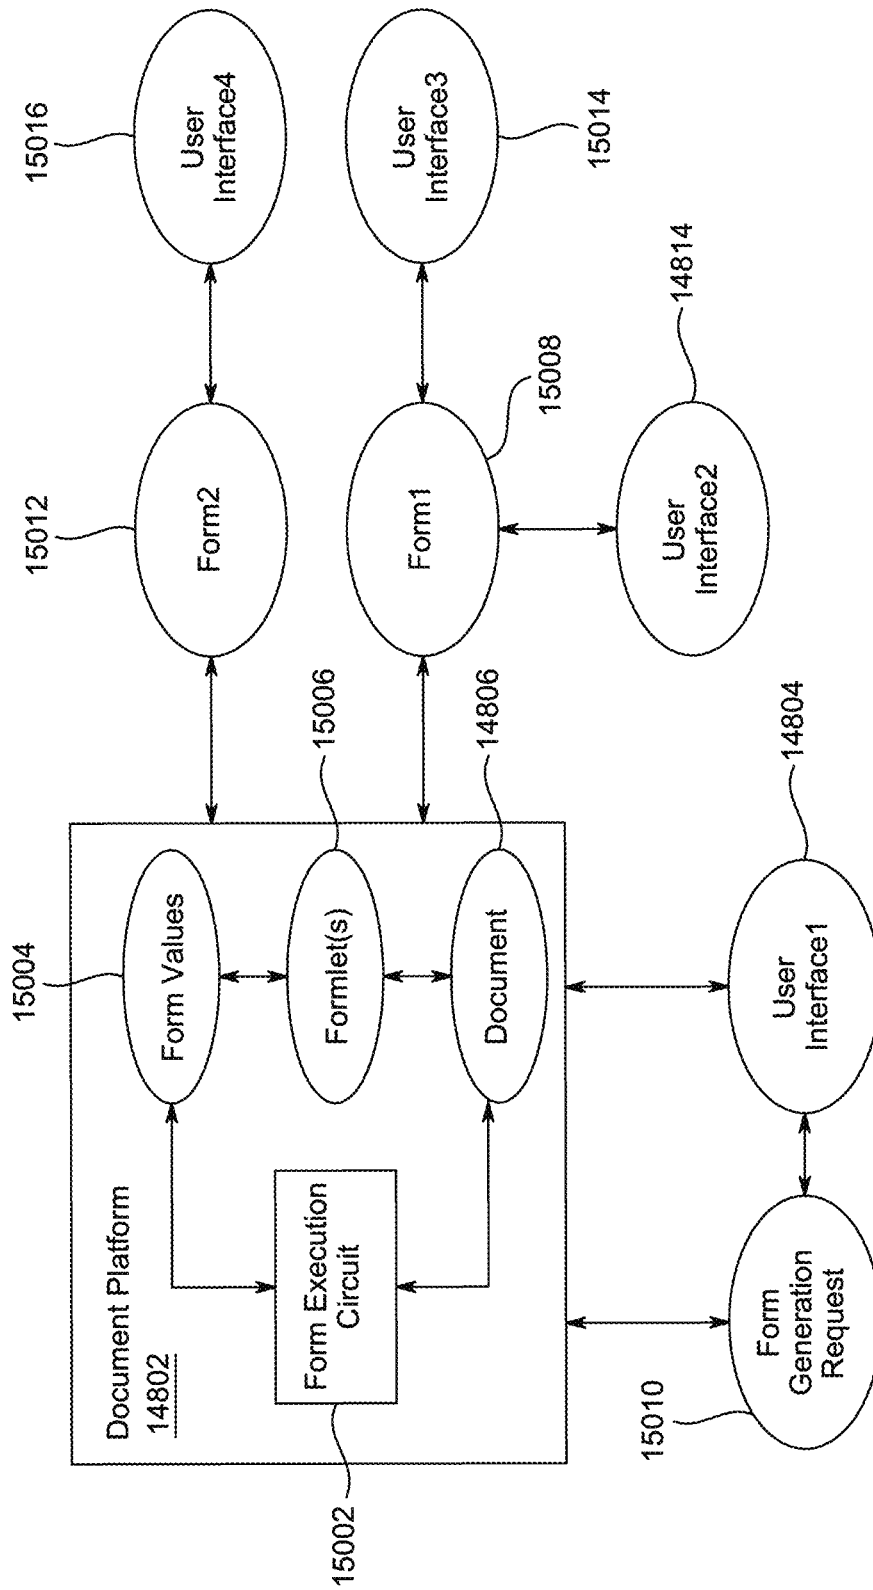 Document Platform
14802
15002
Form Execution
Circuit
15004
Form Values
15006
Formlet(s)
14806
Document
15010
Form
Generation
Request
14804
User
Interface1
15012
Form2
15008
Form1
14814
User
Interface2
15016
User
Interface4
15014
User
Interface3